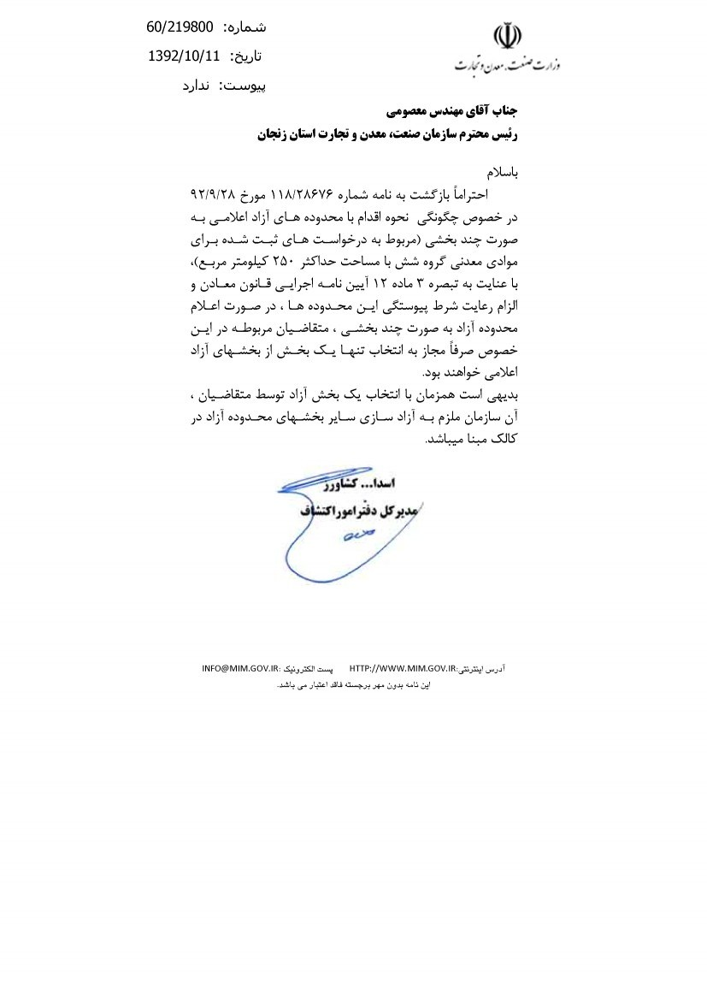 شماره: 60/219800
تاریخ: 1392/10/11
پیوست: ندارد
وزارت صنعت، معدن و تجارت
جناب آقای مهندس معصومی
رئیس محترم سازمان صنعت، معدن و تجارت استان زنجان
باسلام
احتراماً بازگشت به نامه شماره ۱۱۸/۲۸۶۷۶ مورخ ۹۲/۹/۲۸
در خصوص چگونگی نحوه اقدام با محدوده های آزاد اعلامی به
صورت چند بخشی (مربوط به درخواست های ثبت شده برای
موادی معدنی گروه شش با مساحت حداکثر ۲۵۰ کیلومتر مربع)،
با عنایت به تبصره ۳ ماده ۱۲ آیین نامه اجرایی قانون معادن و
الزام رعایت شرط پیوستگی این محدوده ها ، در صورت اعلام
محدوده آزاد به صورت چند بخشی ، متقاضیان مربوطه در این
خصوص صرفاً مجاز به انتخاب تنها یک بخش از بخشهای آزاد
اعلامی خواهند بود.
بدیهی است همزمان با انتخاب یک بخش آزاد توسط متقاضیان ،
آن سازمان ملزم به آزاد سازی سایر بخشهای محدوده آزاد در
کالک مبنا میباشد.
اسدا... کشاورز
مدیرکل دفتر امور اکتشاف
آدرس اینترنتی:HTTP://WWW.MIM.GOV.IR پست الکترونیک :INFO@MIM.GOV.IR
این نامه بدون مهر برجسته فاقد اعتبار می باشد.